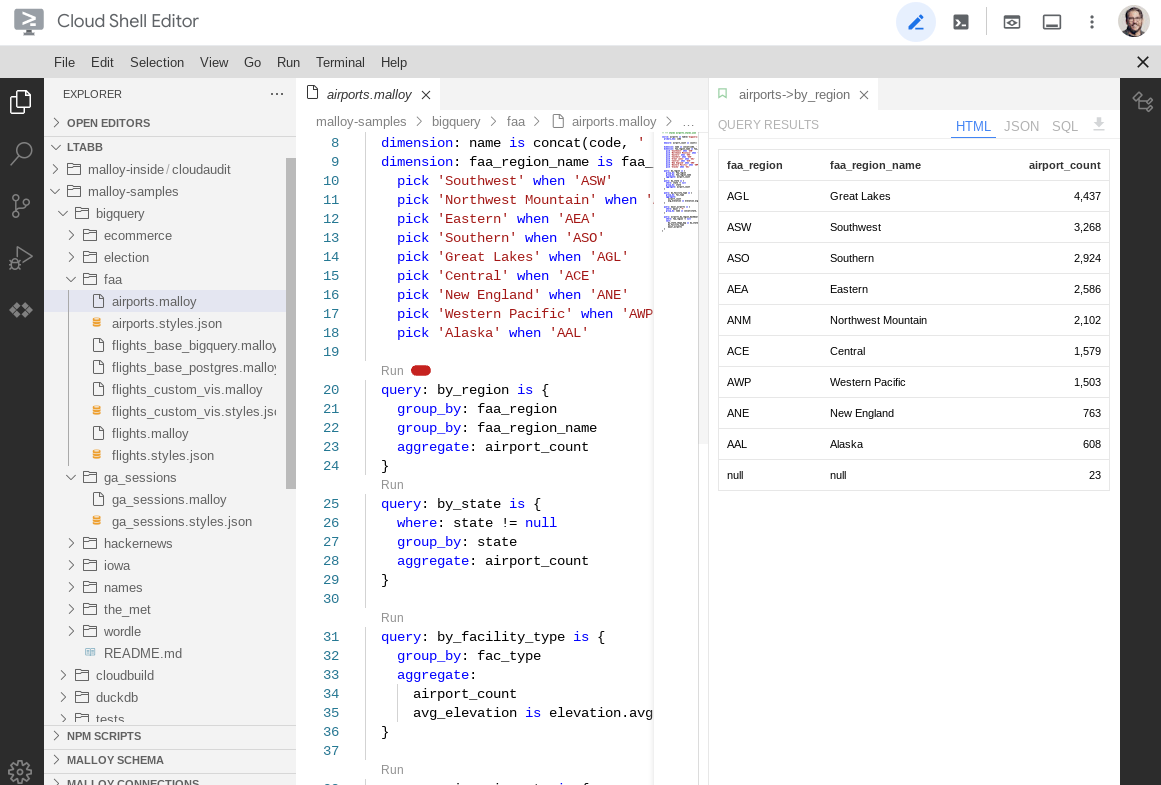 Cloud Shell Editor
File Edit Selection View Go Run Terminal Help
EXPLORER
OPEN EDITORS
LTABB
malloy-inside / cloudaudit
malloy-samples
bigquery
ecommerce
election
faa
airports.malloy
airports.styles.json
flights_base_bigquery.malloy
flights_base_postgres.malloy
flights_custom_vis.malloy
flights_custom_vis.styles.jso
flights.malloy
flights.styles.json
ga_sessions
ga_sessions.malloy
ga_sessions.styles.json
hackernews
iowa
names
the_met
wordle
README.md
cloudbuild
duckdb
tests
NPM SCRIPTS
MALLOY SCHEMA
MALLOY CONNECTIONS
airports.malloy
malloy-samples > bigquery > faa > airports.malloy > ...
8 dimension: name is concat(code, '
9 dimension: faa_region_name is faa_
10 pick 'Southwest' when 'ASW'
11 pick 'Northwest Mountain' when '
12 pick 'Eastern' when 'AEA'
13 pick 'Southern' when 'ASO'
14 pick 'Great Lakes' when 'AGL'
15 pick 'Central' when 'ACE'
16 pick 'New England' when 'ANE'
17 pick 'Western Pacific' when 'AWP
18 pick 'Alaska' when 'AAL'
19
Run
20 query: by_region is {
21 group_by: faa_region
22 group_by: faa_region_name
23 aggregate: airport_count
24 }
Run
25 query: by_state is {
26 where: state != null
27 group_by: state
28 aggregate: airport_count
29 }
30
Run
31 query: by_facility_type is {
32 group_by: fac_type
33 aggregate:
34 airport_count
35 avg_elevation is elevation.avg
36 }
37
Run
airports->by_region
QUERY RESULTS HTML JSON SQL
faa_region faa_region_name airport_count
AGL Great Lakes 4,437
ASW Southwest 3,268
ASO Southern 2,924
AEA Eastern 2,586
ANM Northwest Mountain 2,102
ACE Central 1,579
AWP Western Pacific 1,503
ANE New England 763
AAL Alaska 608
null null 23